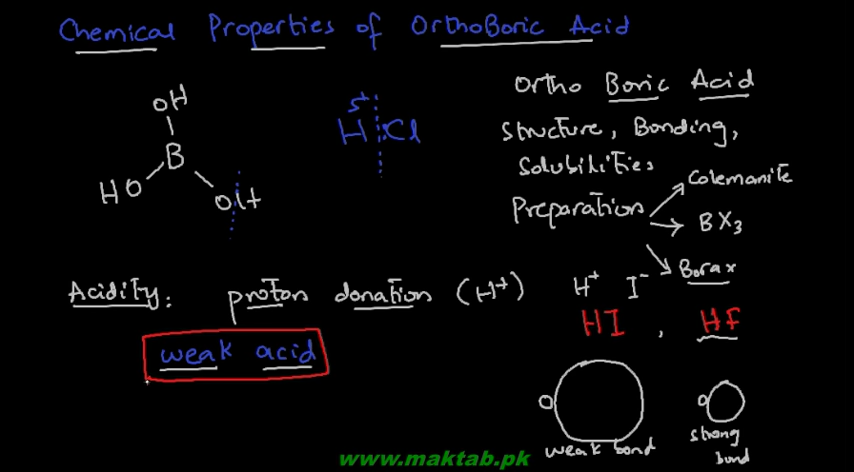 Chemical Properties of OrthoBoric Acid
OH
B
HO
OH
δ+
H : Cl
Ortho Boric Acid
Structure, Bonding,
Solubilities
Preparation
Colemanite
BX3
Borax
Acidity: proton donation (H+)
weak acid
H+ I-
HI , HF
weak bond
strong
bond
www.maktab.pk